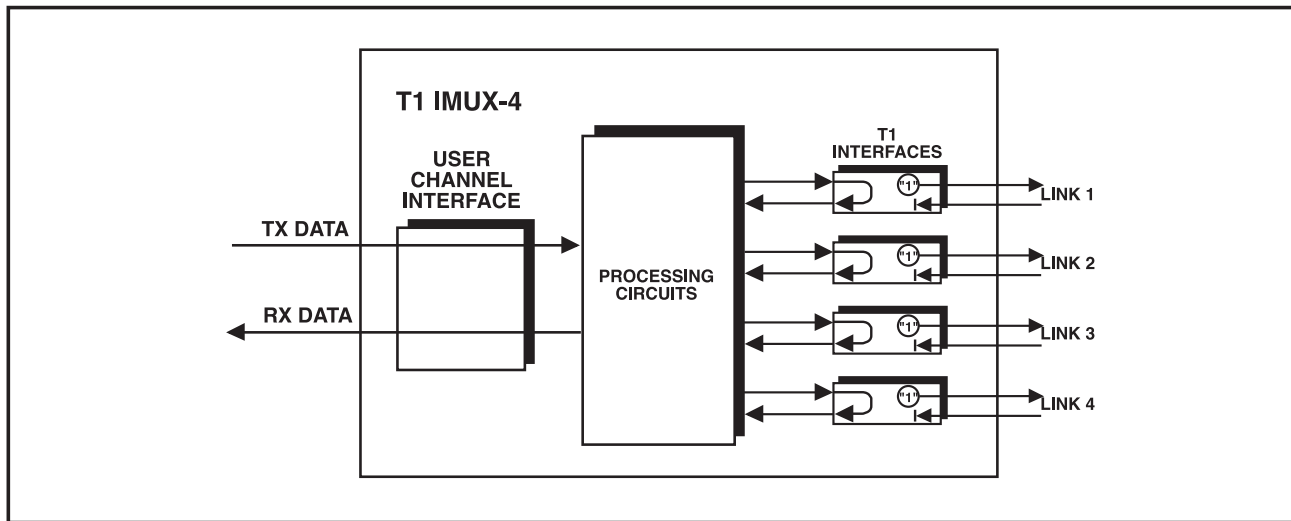 T1 IMUX-4
USER
CHANNEL
INTERFACE
TX DATA
RX DATA
PROCESSING
CIRCUITS
T1
INTERFACES
"1"
LINK 1
"1"
LINK 2
"1"
LINK 3
"1"
LINK 4